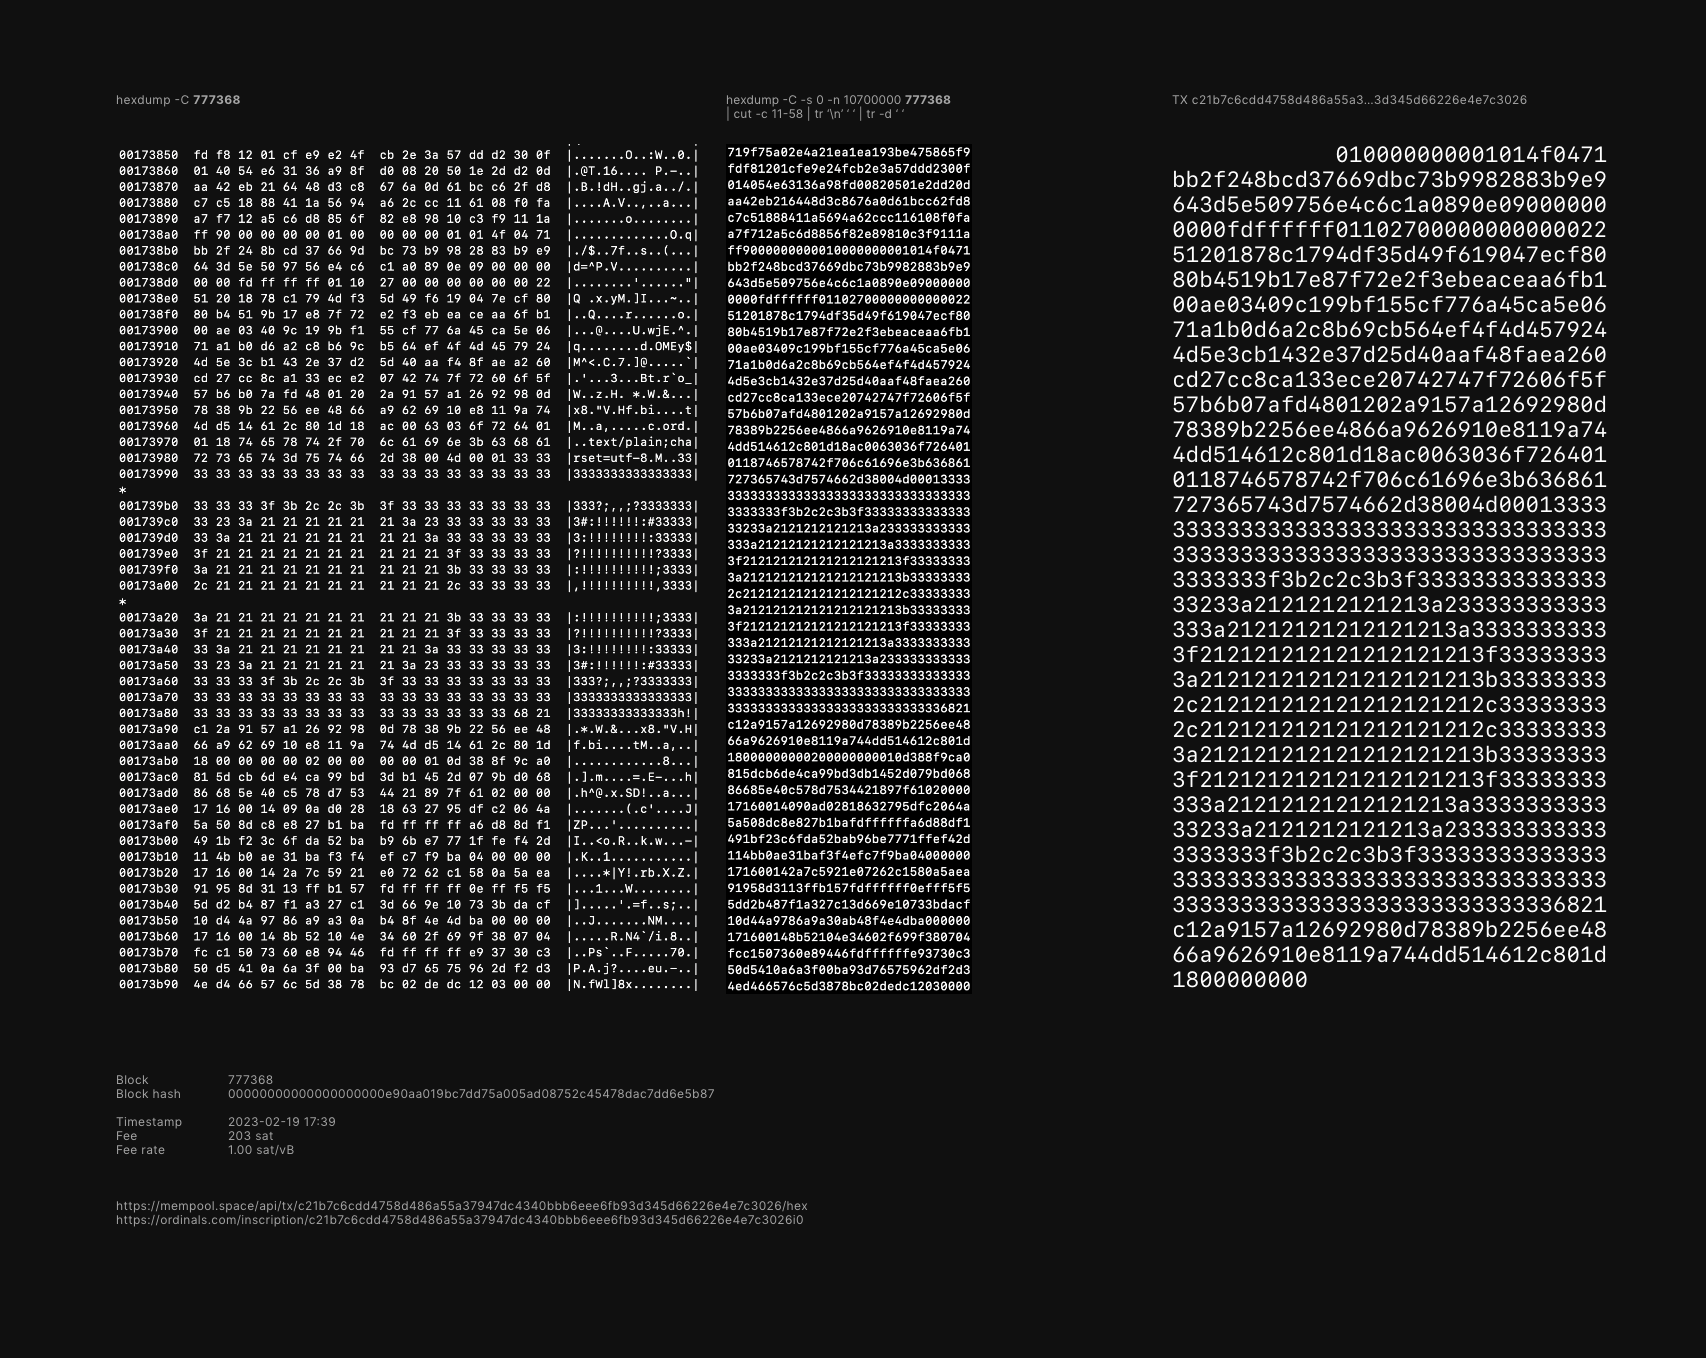 hexdump -C 777368
00173850  fd f8 12 01 cf e9 e2 4f  cb 2e 3a 57 dd d2 30 0f  |.......O..:W..0.|
00173860  01 40 54 e6 31 36 a9 8f  d0 08 20 50 1e 2d d2 0d  |.@T.16.... P.-..|
00173870  aa 42 eb 21 64 48 d3 c8  67 6a 0d 61 bc c6 2f d8  |.B.!dH..gj.a../.|
00173880  c7 c5 18 88 41 1a 56 94  a6 2c cc 11 61 08 f0 fa  |....A.V..,..a...|
00173890  a7 f7 12 a5 c6 d8 85 6f  82 e8 98 10 c3 f9 11 1a  |.......o........|
001738a0  ff 90 00 00 00 00 01 00  00 00 00 01 01 4f 04 71  |.............O.q|
001738b0  bb 2f 24 8b cd 37 66 9d  bc 73 b9 98 28 83 b9 e9  |./$..7f..s..(...|
001738c0  64 3d 5e 50 97 56 e4 c6  c1 a0 89 0e 09 00 00 00  |d=^P.V..........|
001738d0  00 00 fd ff ff ff 01 10  27 00 00 00 00 00 00 22  |........'......"|
001738e0  51 20 18 78 c1 79 4d f3  5d 49 f6 19 04 7e cf 80  |Q .x.yM.]I...~..|
001738f0  80 b4 51 9b 17 e8 7f 72  e2 f3 eb ea ce aa 6f b1  |..Q....r......o.|
00173900  00 ae 03 40 9c 19 9b f1  55 cf 77 6a 45 ca 5e 06  |...@....U.wjE.^.|
00173910  71 a1 b0 d6 a2 c8 b6 9c  b5 64 ef 4f 4d 45 79 24  |q........d.OMEy$|
00173920  4d 5e 3c b1 43 2e 37 d2  5d 40 aa f4 8f ae a2 60  |M^<.C.7.]@.....`|
00173930  cd 27 cc 8c a1 33 ec e2  07 42 74 7f 72 60 6f 5f  |.'...3...Bt.r`o_|
00173940  57 b6 b0 7a fd 48 01 20  2a 91 57 a1 26 92 98 0d  |W..z.H. *.W.&...|
00173950  78 38 9b 22 56 ee 48 66  a9 62 69 10 e8 11 9a 74  |x8."V.Hf.bi....t|
00173960  4d d5 14 61 2c 80 1d 18  ac 00 63 03 6f 72 64 01  |M..a,.....c.ord.|
00173970  01 18 74 65 78 74 2f 70  6c 61 69 6e 3b 63 68 61  |..text/plain;cha|
00173980  72 73 65 74 3d 75 74 66  2d 38 00 4d 00 01 33 33  |rset=utf-8.M..33|
00173990  33 33 33 33 33 33 33 33  33 33 33 33 33 33 33 33  |3333333333333333|
*
001739b0  33 33 33 3f 3b 2c 2c 3b  3f 33 33 33 33 33 33 33  |333?;,,;?3333333|
001739c0  33 23 3a 21 21 21 21 21  21 3a 23 33 33 33 33 33  |3#:!!!!!!:#33333|
001739d0  33 3a 21 21 21 21 21 21  21 21 3a 33 33 33 33 33  |3:!!!!!!!!:33333|
001739e0  3f 21 21 21 21 21 21 21  21 21 21 3f 33 33 33 33  |?!!!!!!!!!!?3333|
001739f0  3a 21 21 21 21 21 21 21  21 21 21 3b 33 33 33 33  |:!!!!!!!!!!;3333|
00173a00  2c 21 21 21 21 21 21 21  21 21 21 2c 33 33 33 33  |,!!!!!!!!!!,3333|
*
00173a20  3a 21 21 21 21 21 21 21  21 21 21 3b 33 33 33 33  |:!!!!!!!!!!;3333|
00173a30  3f 21 21 21 21 21 21 21  21 21 21 3f 33 33 33 33  |?!!!!!!!!!!?3333|
00173a40  33 3a 21 21 21 21 21 21  21 21 3a 33 33 33 33 33  |3:!!!!!!!!:33333|
00173a50  33 23 3a 21 21 21 21 21  21 3a 23 33 33 33 33 33  |3#:!!!!!!:#33333|
00173a60  33 33 33 3f 3b 2c 2c 3b  3f 33 33 33 33 33 33 33  |333?;,,;?3333333|
00173a70  33 33 33 33 33 33 33 33  33 33 33 33 33 33 33 33  |3333333333333333|
00173a80  33 33 33 33 33 33 33 33  33 33 33 33 33 33 68 21  |33333333333333h!|
00173a90  c1 2a 91 57 a1 26 92 98  0d 78 38 9b 22 56 ee 48  |.*.W.&...x8."V.H|
00173aa0  66 a9 62 69 10 e8 11 9a  74 4d d5 14 61 2c 80 1d  |f.bi....tM..a,..|
00173ab0  18 00 00 00 00 02 00 00  00 00 01 0d 38 8f 9c a0  |............8...|
00173ac0  81 5d cb 6d e4 ca 99 bd  3d b1 45 2d 07 9b d0 68  |.].m....=.E-...h|
00173ad0  86 68 5e 40 c5 78 d7 53  44 21 89 7f 61 02 00 00  |.h^@.x.SD!..a...|
00173ae0  17 16 00 14 09 0a d0 28  18 63 27 95 df c2 06 4a  |.......(.c'....J|
00173af0  5a 50 8d c8 e8 27 b1 ba  fd ff ff ff a6 d8 8d f1  |ZP...'..........|
00173b00  49 1b f2 3c 6f da 52 ba  b9 6b e7 77 1f fe f4 2d  |I..<o.R..k.w...-|
00173b10  11 4b b0 ae 31 ba f3 f4  ef c7 f9 ba 04 00 00 00  |.K..1...........|
00173b20  17 16 00 14 2a 7c 59 21  e0 72 62 c1 58 0a 5a ea  |....*|Y!.rb.X.Z.|
00173b30  91 95 8d 31 13 ff b1 57  fd ff ff ff 0e ff f5 f5  |...1...W........|
00173b40  5d d2 b4 87 f1 a3 27 c1  3d 66 9e 10 73 3b da cf  |].....'.=f..s;..|
00173b50  10 d4 4a 97 86 a9 a3 0a  b4 8f 4e 4d ba 00 00 00  |..J.......NM....|
00173b60  17 16 00 14 8b 52 10 4e  34 60 2f 69 9f 38 07 04  |.....R.N4`/i.8..|
00173b70  fc c1 50 73 60 e8 94 46  fd ff ff ff e9 37 30 c3  |..Ps`..F.....70.|
00173b80  50 d5 41 0a 6a 3f 00 ba  93 d7 65 75 96 2d f2 d3  |P.A.j?....eu.-..|
00173b90  4e d4 66 57 6c 5d 38 78  bc 02 de dc 12 03 00 00  |N.fWl]8x........|
hexdump -C -s 0 -n 10700000 777368
| cut -c 11-58 | tr '\n' ' ' | tr -d ' '
719f75a02e4a21ea1ea193be475865f9
fdf81201cfe9e24fcb2e3a57ddd2300f
014054e63136a98fd00820501e2dd20d
aa42eb216448d3c8676a0d61bcc62fd8
c7c51888411a5694a62ccc116108f0fa
a7f712a5c6d8856f82e89810c3f9111a
ff9000000000010000000001014f0471
bb2f248bcd37669dbc73b9982883b9e9
643d5e509756e4c6c1a0890e09000000
0000fdffffff01102700000000000022
51201878c1794df35d49f619047ecf80
80b4519b17e87f72e2f3ebeaceaa6fb1
00ae03409c199bf155cf776a45ca5e06
71a1b0d6a2c8b69cb564ef4f4d457924
4d5e3cb1432e37d25d40aaf48faea260
cd27cc8ca133ece20742747f72606f5f
57b6b07afd4801202a9157a12692980d
78389b2256ee4866a9626910e8119a74
4dd514612c801d18ac0063036f726401
0118746578742f706c61696e3b636861
727365743d7574662d38004d00013333
33333333333333333333333333333333
3333333f3b2c2c3b3f33333333333333
33233a2121212121213a233333333333
333a21212121212121213a3333333333
3f212121212121212121213f33333333
3a212121212121212121213b33333333
2c212121212121212121212c33333333
3a212121212121212121213b33333333
3f212121212121212121213f33333333
333a21212121212121213a3333333333
33233a2121212121213a233333333333
3333333f3b2c2c3b3f33333333333333
33333333333333333333333333333333
33333333333333333333333333336821
c12a9157a12692980d78389b2256ee48
66a9626910e8119a744dd514612c801d
18000000000200000000010d388f9ca0
815dcb6de4ca99bd3db1452d079bd068
86685e40c578d7534421897f61020000
17160014090ad02818632795dfc2064a
5a508dc8e827b1bafdffffffa6d88df1
491bf23c6fda52bab96be7771ffef42d
114bb0ae31baf3f4efc7f9ba04000000
171600142a7c5921e07262c1580a5aea
91958d3113ffb157fdffffff0efff5f5
5dd2b487f1a327c13d669e10733bdacf
10d44a9786a9a30ab48f4e4dba000000
171600148b52104e34602f699f380704
fcc1507360e89446fdffffffe93730c3
50d5410a6a3f00ba93d76575962df2d3
4ed466576c5d3878bc02dedc12030000
TX c21b7c6cdd4758d486a55a3...3d345d66226e4e7c3026
010000000001014f0471
bb2f248bcd37669dbc73b9982883b9e9
643d5e509756e4c6c1a0890e09000000
0000fdffffff01102700000000000022
51201878c1794df35d49f619047ecf80
80b4519b17e87f72e2f3ebeaceaa6fb1
00ae03409c199bf155cf776a45ca5e06
71a1b0d6a2c8b69cb564ef4f4d457924
4d5e3cb1432e37d25d40aaf48faea260
cd27cc8ca133ece20742747f72606f5f
57b6b07afd4801202a9157a12692980d
78389b2256ee4866a9626910e8119a74
4dd514612c801d18ac0063036f726401
0118746578742f706c61696e3b636861
727365743d7574662d38004d00013333
33333333333333333333333333333333
33333333333333333333333333333333
3333333f3b2c2c3b3f33333333333333
33233a2121212121213a233333333333
333a21212121212121213a3333333333
3f212121212121212121213f33333333
3a212121212121212121213b33333333
2c212121212121212121212c33333333
2c212121212121212121212c33333333
3a212121212121212121213b33333333
3f212121212121212121213f33333333
333a21212121212121213a3333333333
33233a2121212121213a233333333333
3333333f3b2c2c3b3f33333333333333
33333333333333333333333333333333
33333333333333333333333333336821
c12a9157a12692980d78389b2256ee48
66a9626910e8119a744dd514612c801d
1800000000
Block 777368
Block hash 00000000000000000000e90aa019bc7dd75a005ad08752c45478dac7dd6e5b87
Timestamp 2023-02-19 17:39
Fee 203 sat
Fee rate 1.00 sat/vB
https://mempool.space/api/tx/c21b7c6cdd4758d486a55a37947dc4340bbb6eee6fb93d345d66226e4e7c3026/hex
https://ordinals.com/inscription/c21b7c6cdd4758d486a55a37947dc4340bbb6eee6fb93d345d66226e4e7c3026i0